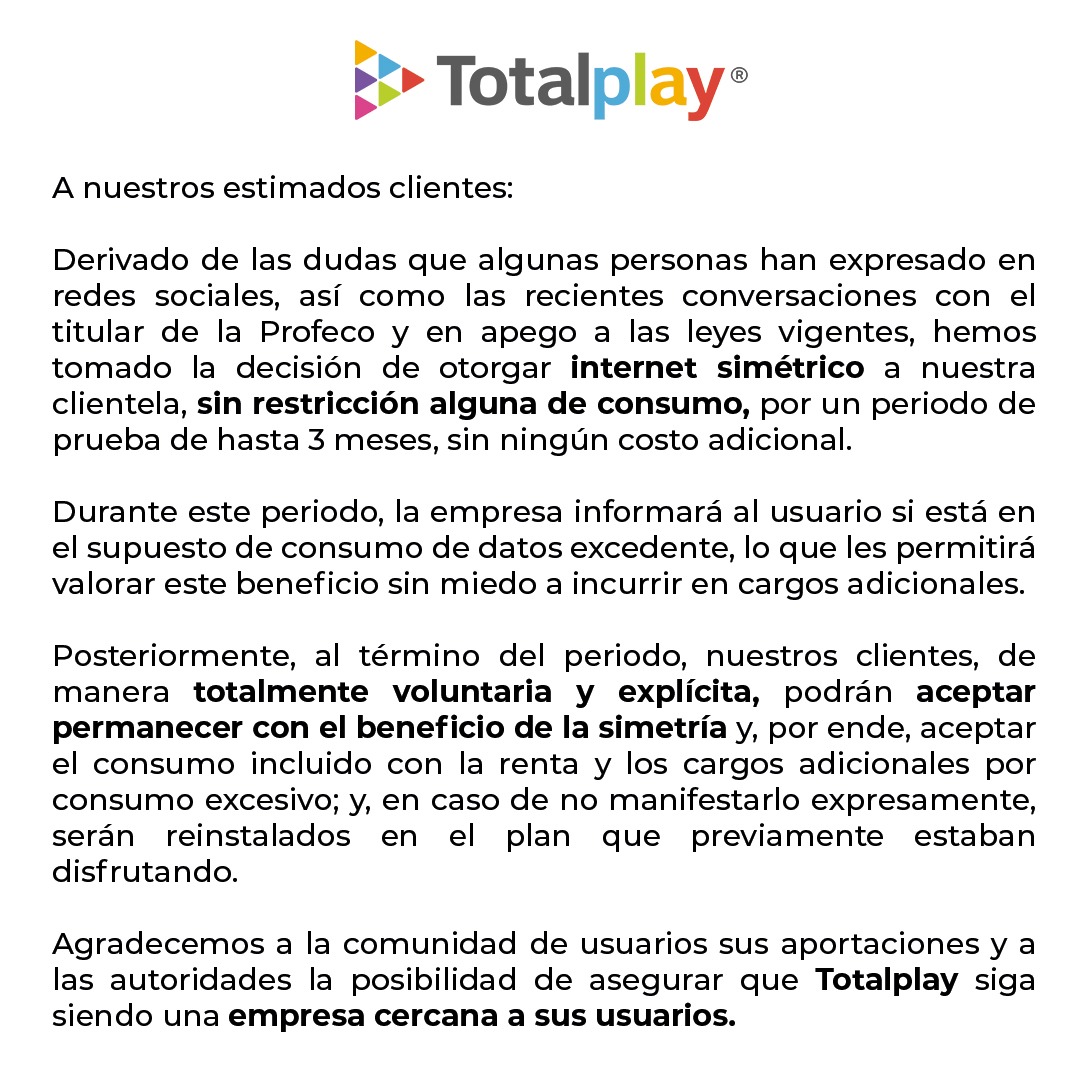 Totalplay®
A nuestros estimados clientes:
Derivado de las dudas que algunas personas han expresado en
redes sociales, así como las recientes conversaciones con el
titular de la Profeco y en apego a las leyes vigentes, hemos
tomado la decisión de otorgar internet simétrico a nuestra
clientela, sin restricción alguna de consumo, por un periodo de
prueba de hasta 3 meses, sin ningún costo adicional.
Durante este periodo, la empresa informará al usuario si está en
el supuesto de consumo de datos excedente, lo que les permitirá
valorar este beneficio sin miedo a incurrir en cargos adicionales.
Posteriormente, al término del periodo, nuestros clientes, de
manera totalmente voluntaria y explícita, podrán aceptar
permanecer con el beneficio de la simetría y, por ende, aceptar
el consumo incluido con la renta y los cargos adicionales por
consumo excesivo; y, en caso de no manifestarlo expresamente,
serán reinstalados en el plan que previamente estaban
disfrutando.
Agradecemos a la comunidad de usuarios sus aportaciones y a
las autoridades la posibilidad de asegurar que Totalplay siga
siendo una empresa cercana a sus usuarios.